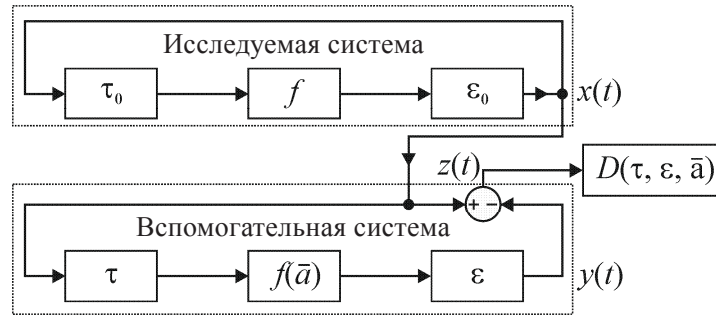 Исследуемая система
τ₀
f
ε₀
x(t)
z(t)
D(τ, ε, ā)
Вспомогательная система
+ −
τ
f(ā)
ε
y(t)